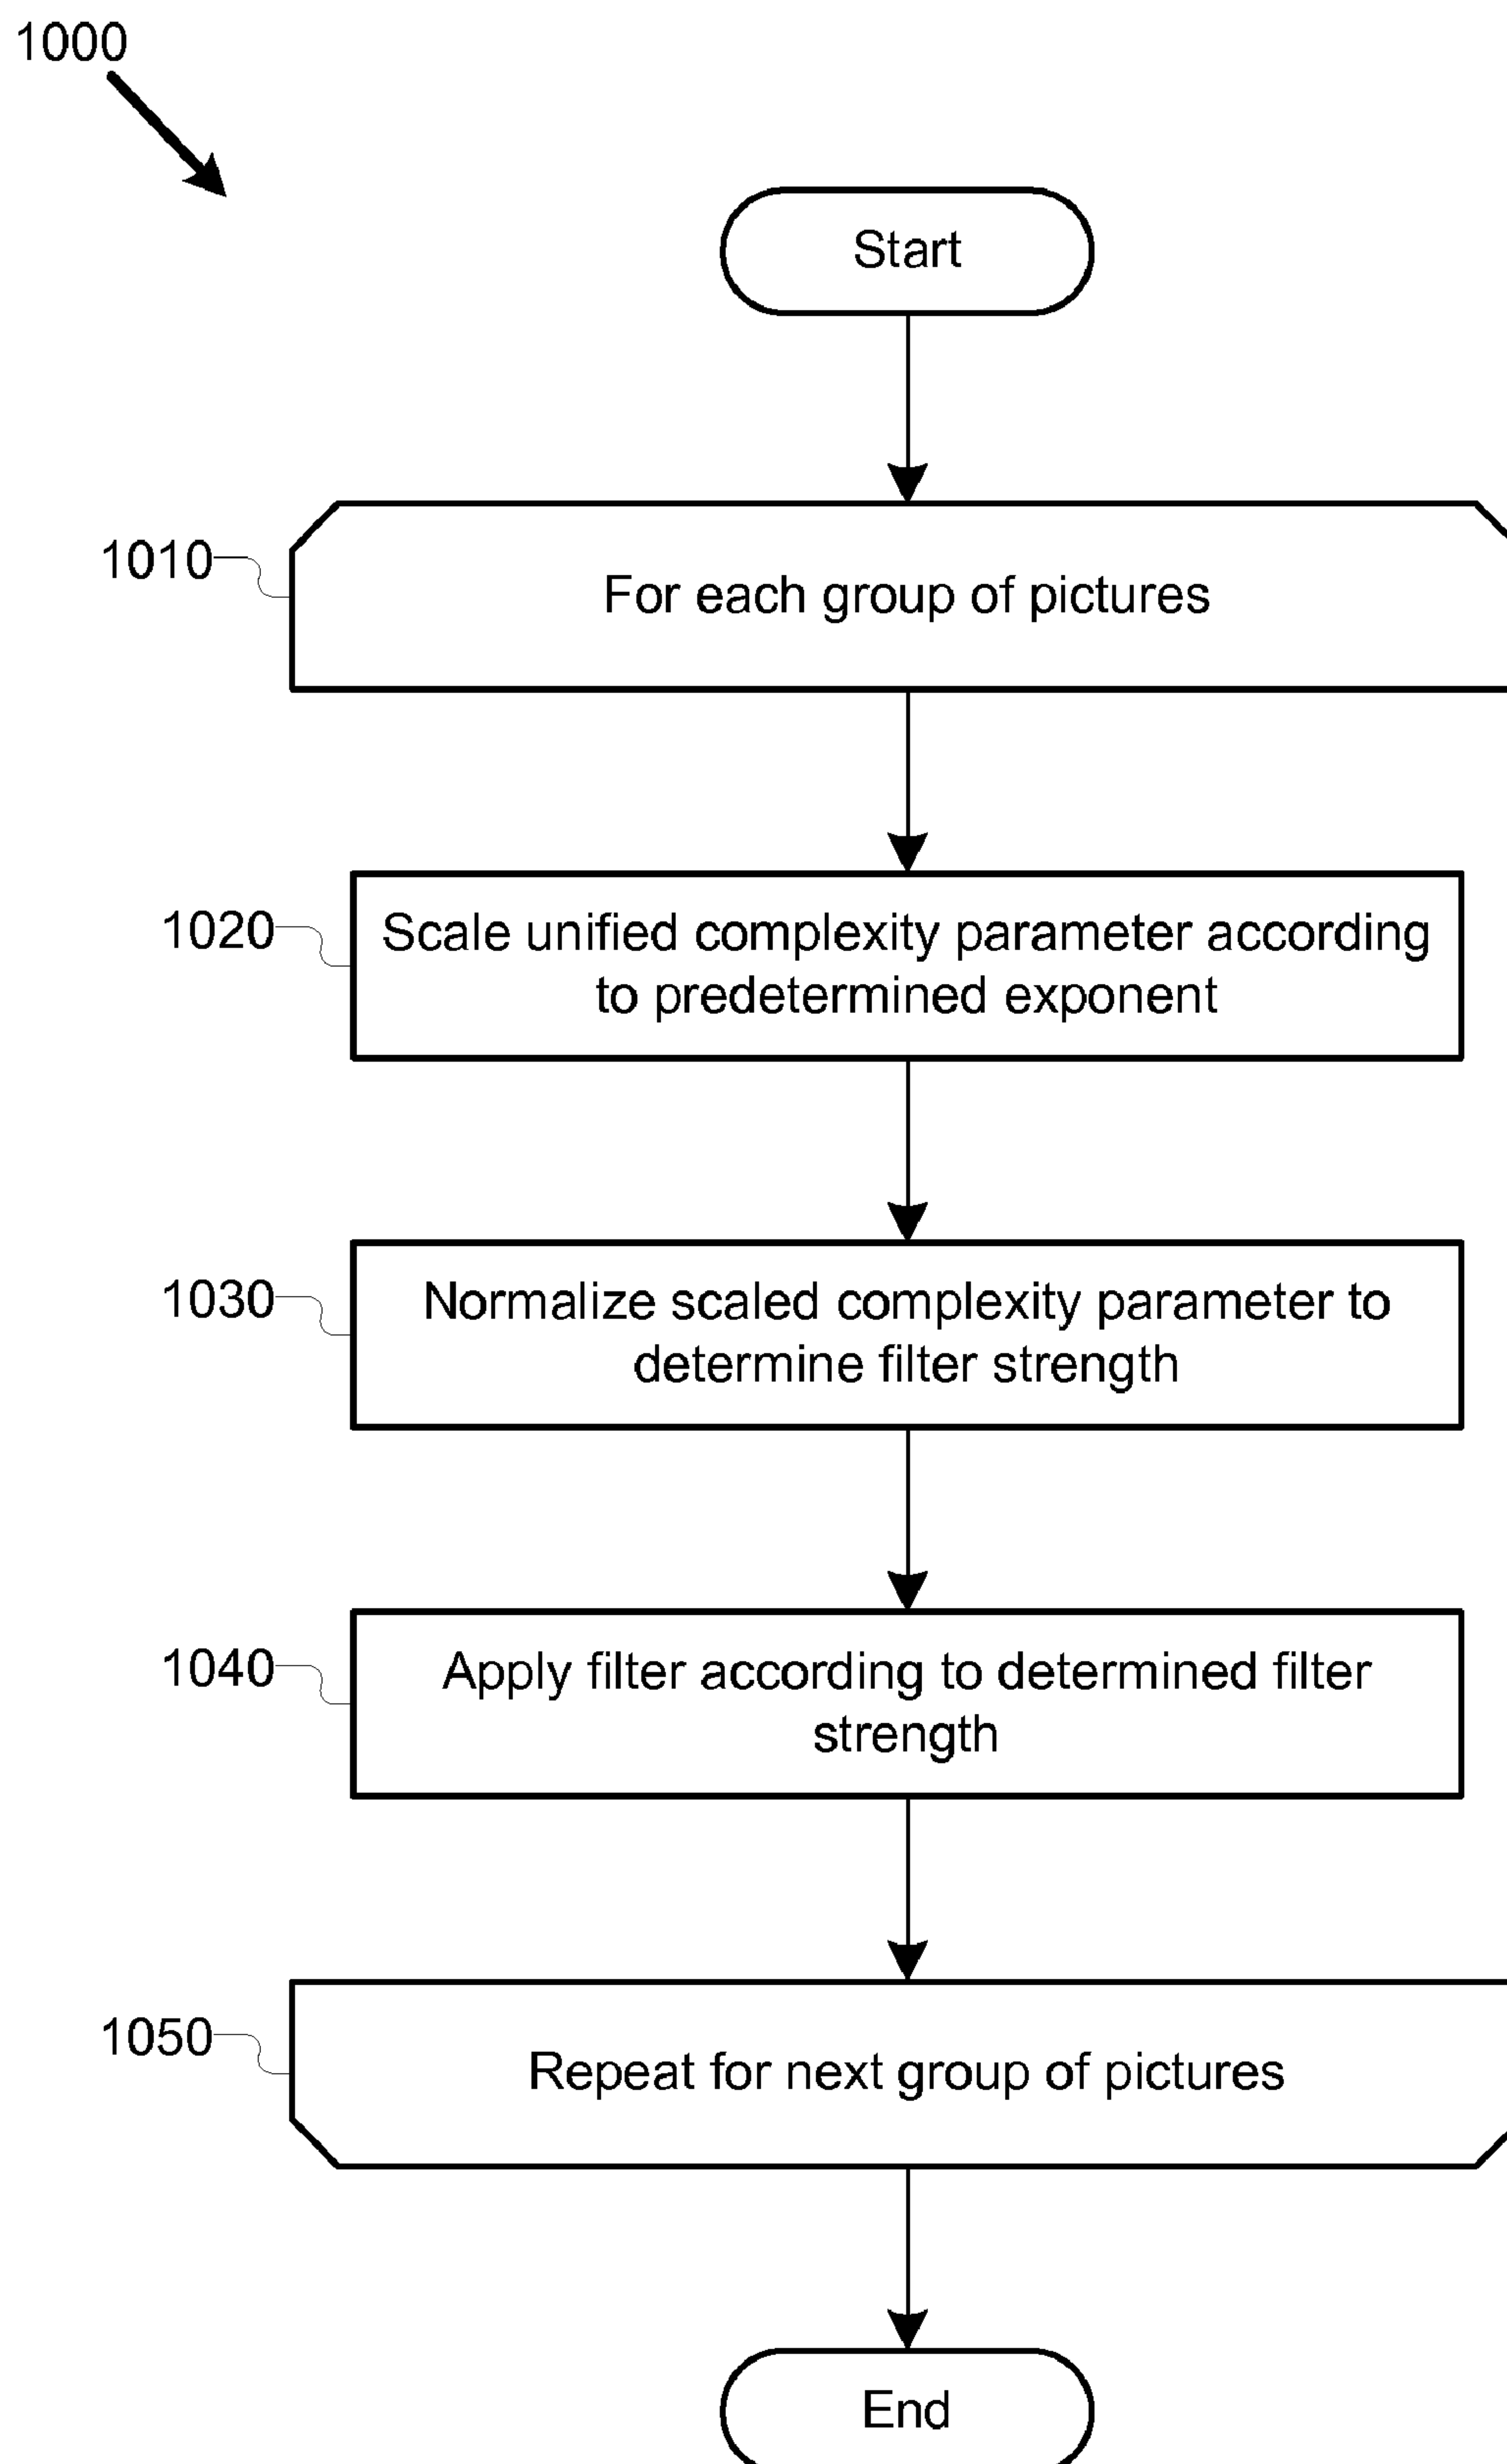 1000
Start
1010
For each group of pictures
1020
Scale unified complexity parameter according
to predetermined exponent
1030
Normalize scaled complexity parameter to
determine filter strength
1040
Apply filter according to determined filter
strength
1050
Repeat for next group of pictures
End